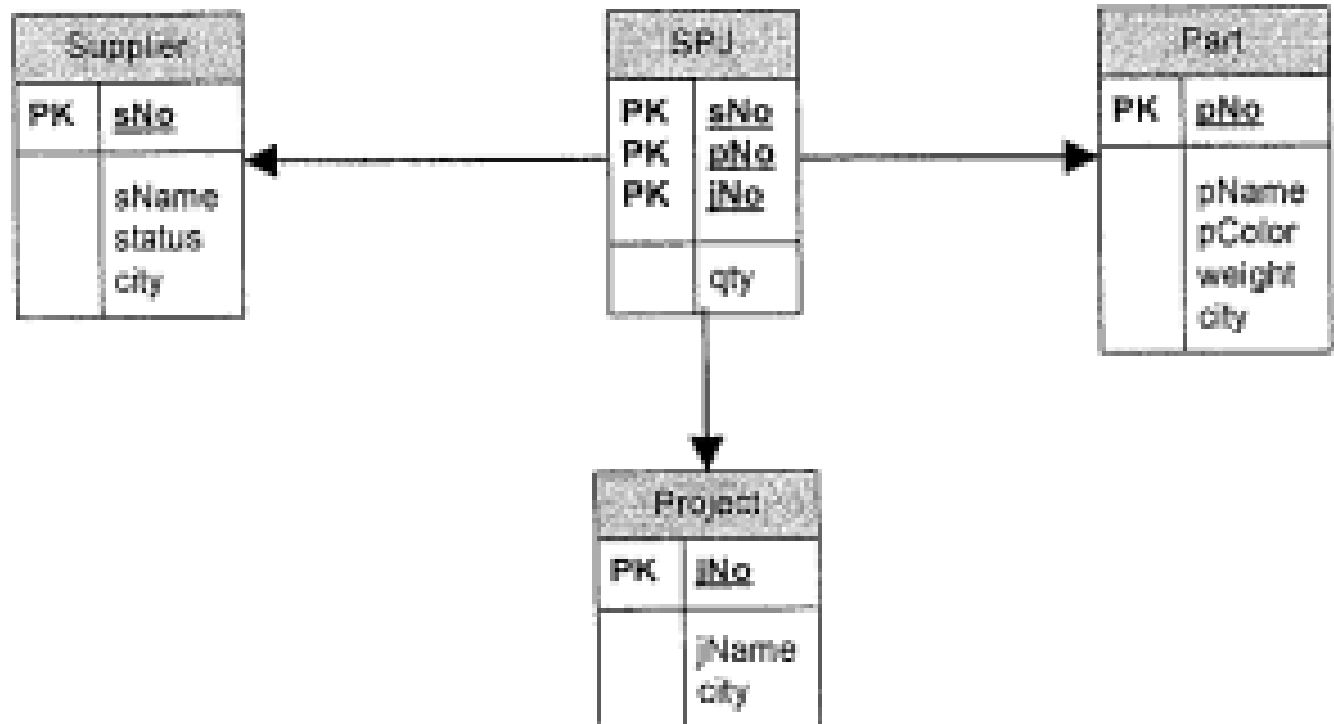 Supplier
PK sNo
sName
status
city
SPJ
PK sNo
PK pNo
PK jNo
qty
Part
PK pNo
pName
pColor
weight
city
Project
PK jNo
jName
city